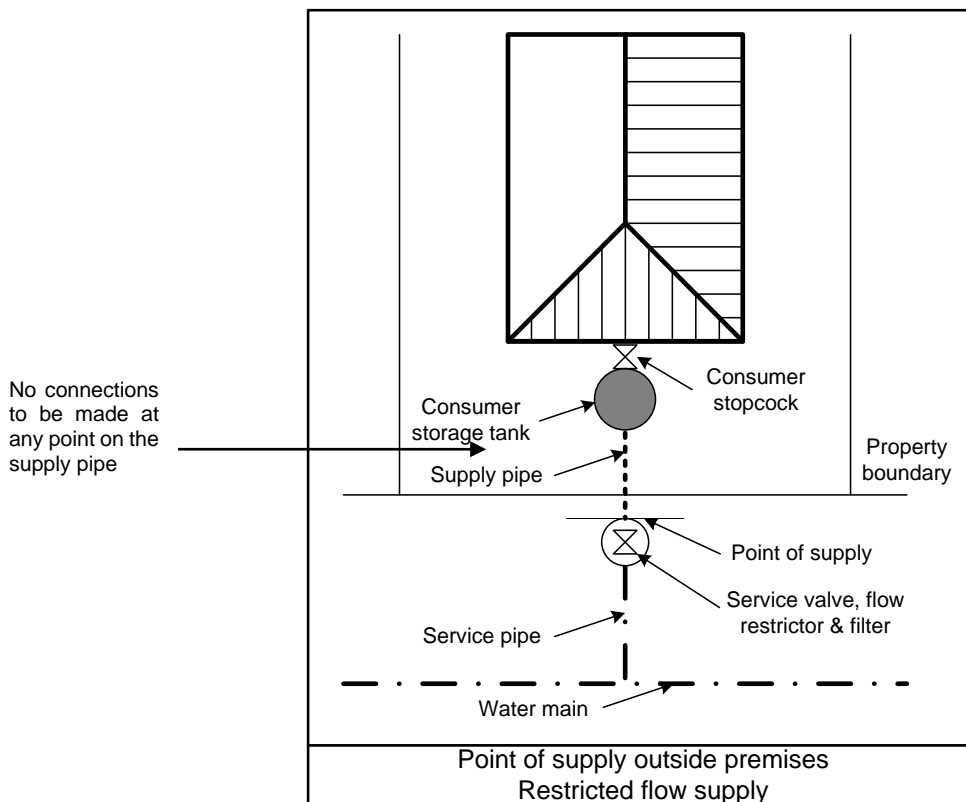 No connections
to be made at
any point on the
supply pipe
Consumer
stopcock
Consumer
storage tank
Supply pipe
Property
boundary
Point of supply
Service valve, flow
restrictor & filter
Service pipe
Water main
Point of supply outside premises
Restricted flow supply